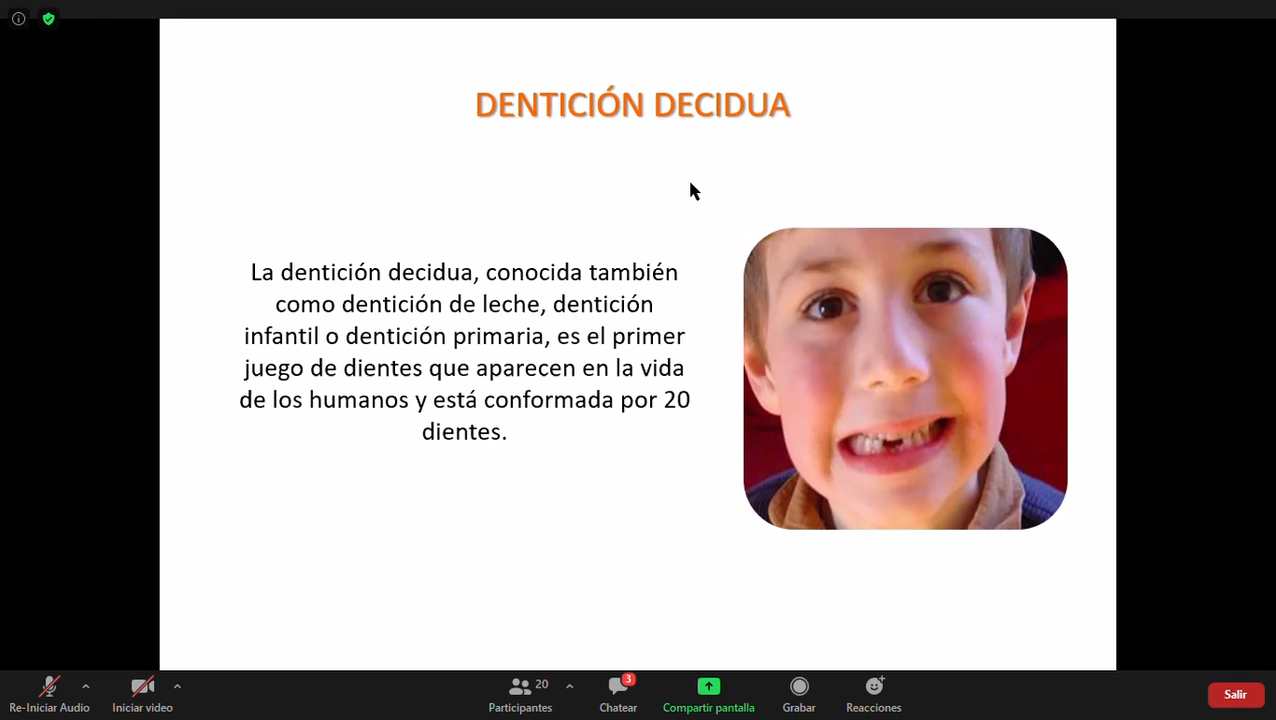 DENTICIÓN DECIDUA
La dentición decidua, conocida también
como dentición de leche, dentición
infantil o dentición primaria, es el primer
juego de dientes que aparecen en la vida
de los humanos y está conformada por 20
dientes.
20
3
Re-Iniciar Audio
Iniciar video
Participantes
Chatear
Compartir pantalla
Grabar
Reacciones
Salir